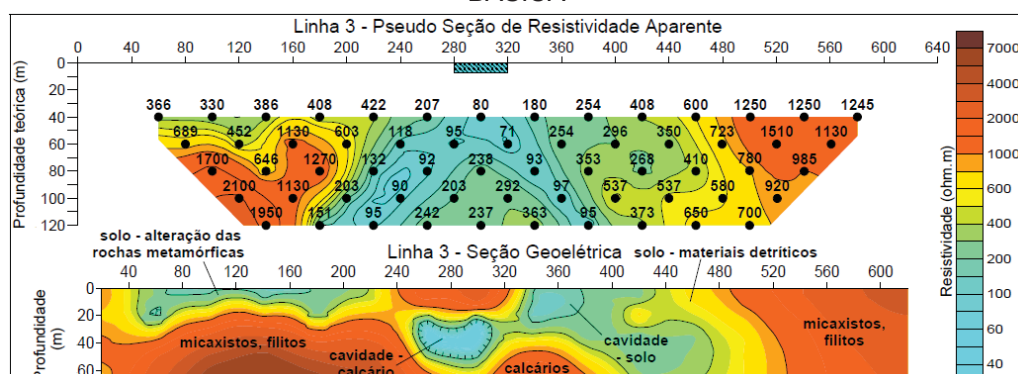 Linha 3 - Pseudo Seção de Resistividade Aparente
0 40 80 120 160 200 240 280 320 360 400 440 480 520 560 600 640
Profundidade teórica (m)
0
20
40
60
80
100
120
366 330 386 408 422 207 80 180 254 408 600 1250 1250 1245
689 452 1130 603 118 95 71 254 296 350 723 1510 1130
1700 646 1270 132 92 238 93 353 268 410 780 985
2100 1130 203 90 203 292 97 537 537 580 920
1950 151 95 242 237 363 95 373 650 700
Resistividade (ohm.m)
7000
4000
2000
1000
600
400
200
100
60
40
solo - alteração das
rochas metamórficas
Linha 3 - Seção Geoelétrica
solo - materiais detríticos
40 80 120 160 200 240 280 320 360 400 440 480 520 560 600
Profundidade
(m)
0
20
40
60
micaxistos, filitos
cavidade -
calcário
calcários
cavidade
- solo
micaxistos,
filitos